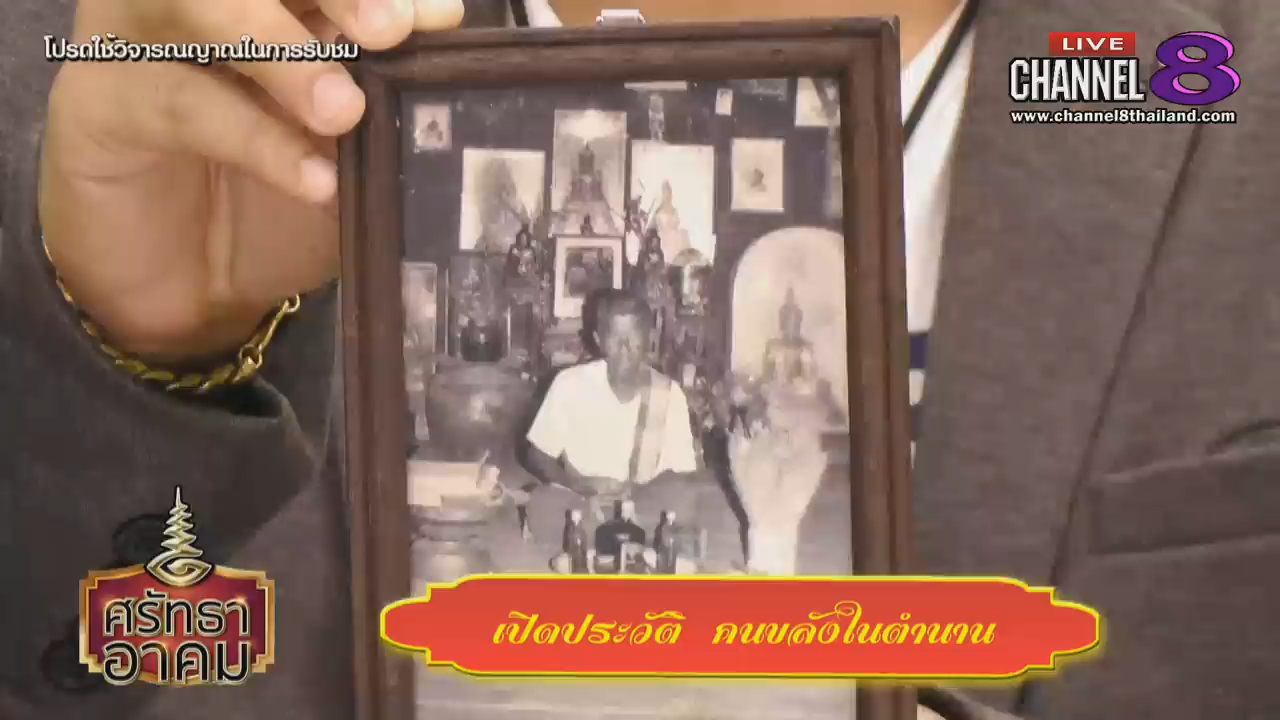 โปรดใช้วิจารณญาณในการรับชม
LIVE
CHANNEL 8
www.channel8thailand.com
ศรัทธา
อาคม
เปิดประวัติ คนขลังในตำนาน